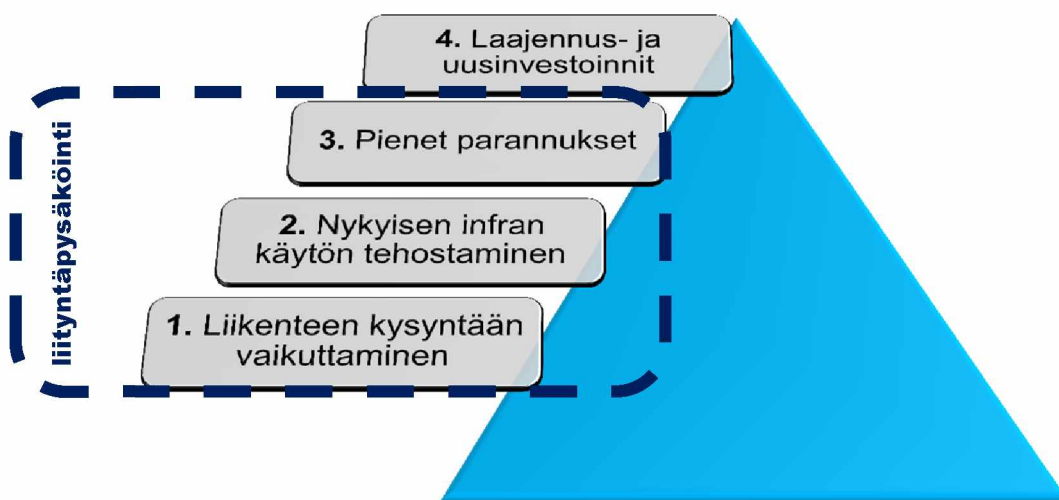 4. Laajennus- ja
uusinvestoinnit
3. Pienet parannukset
2. Nykyisen infran
käytön tehostaminen
1. Liikenteen kysyntään
vaikuttaminen
liityntäpysäköinti